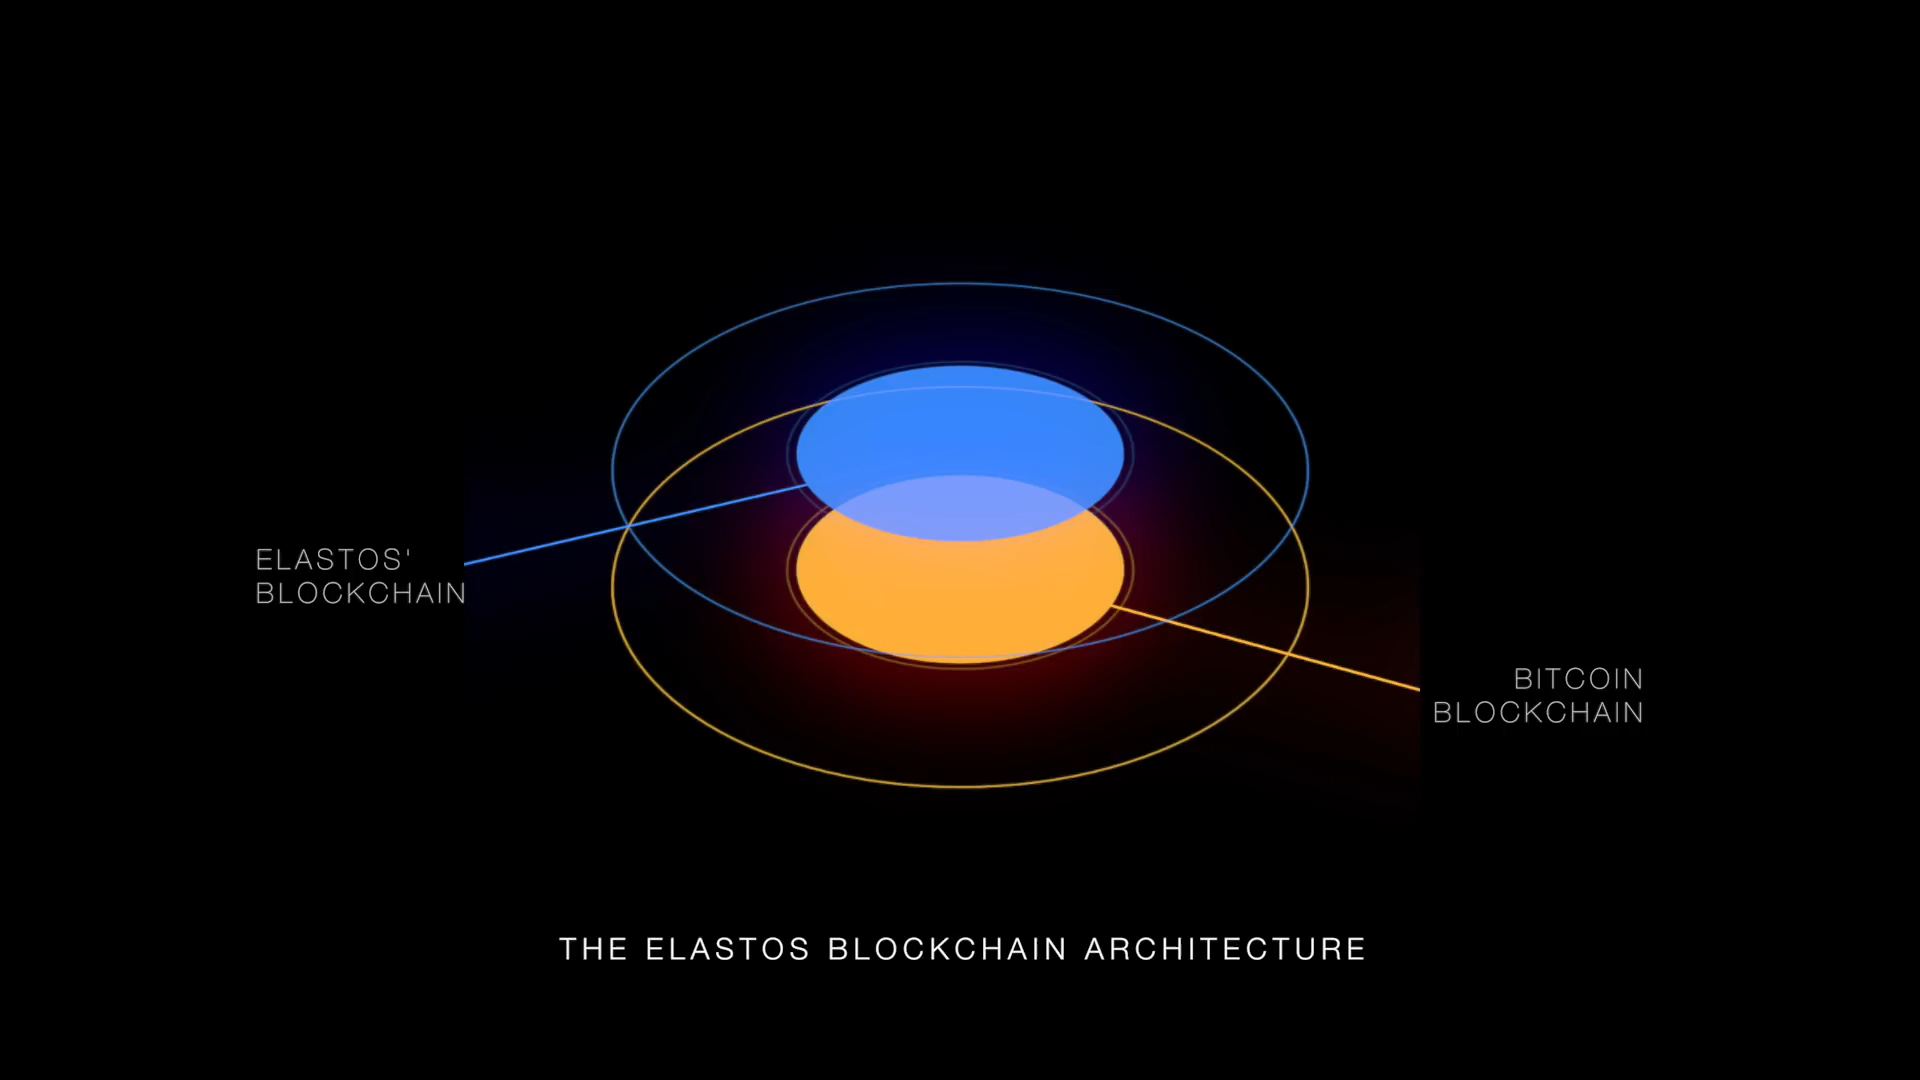 ELASTOS'
BLOCKCHAIN
BITCOIN
BLOCKCHAIN
THE ELASTOS BLOCKCHAIN ARCHITECTURE